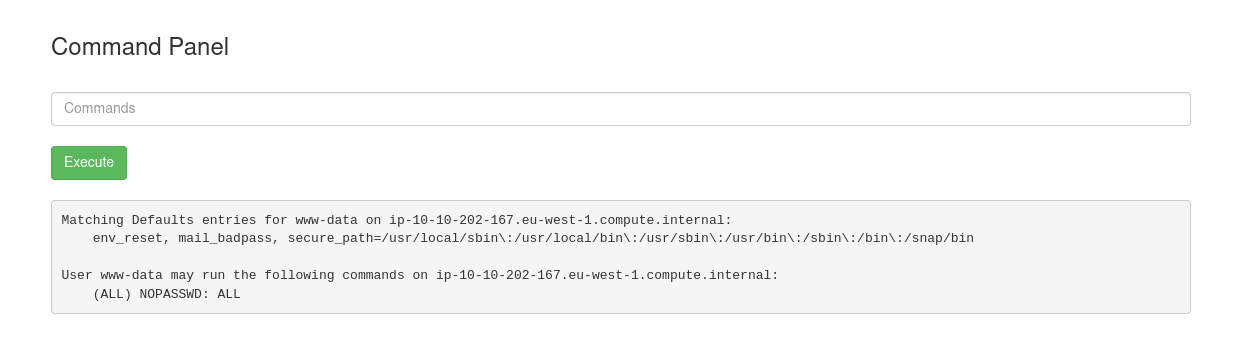 Command Panel
Commands
Execute
Matching Defaults entries for www-data on ip-10-10-202-167.eu-west-1.compute.internal:
    env_reset, mail_badpass, secure_path=/usr/local/sbin\:/usr/local/bin\:/usr/sbin\:/usr/bin\:/sbin\:/bin\:/snap/bin
User www-data may run the following commands on ip-10-10-202-167.eu-west-1.compute.internal:
    (ALL) NOPASSWD: ALL